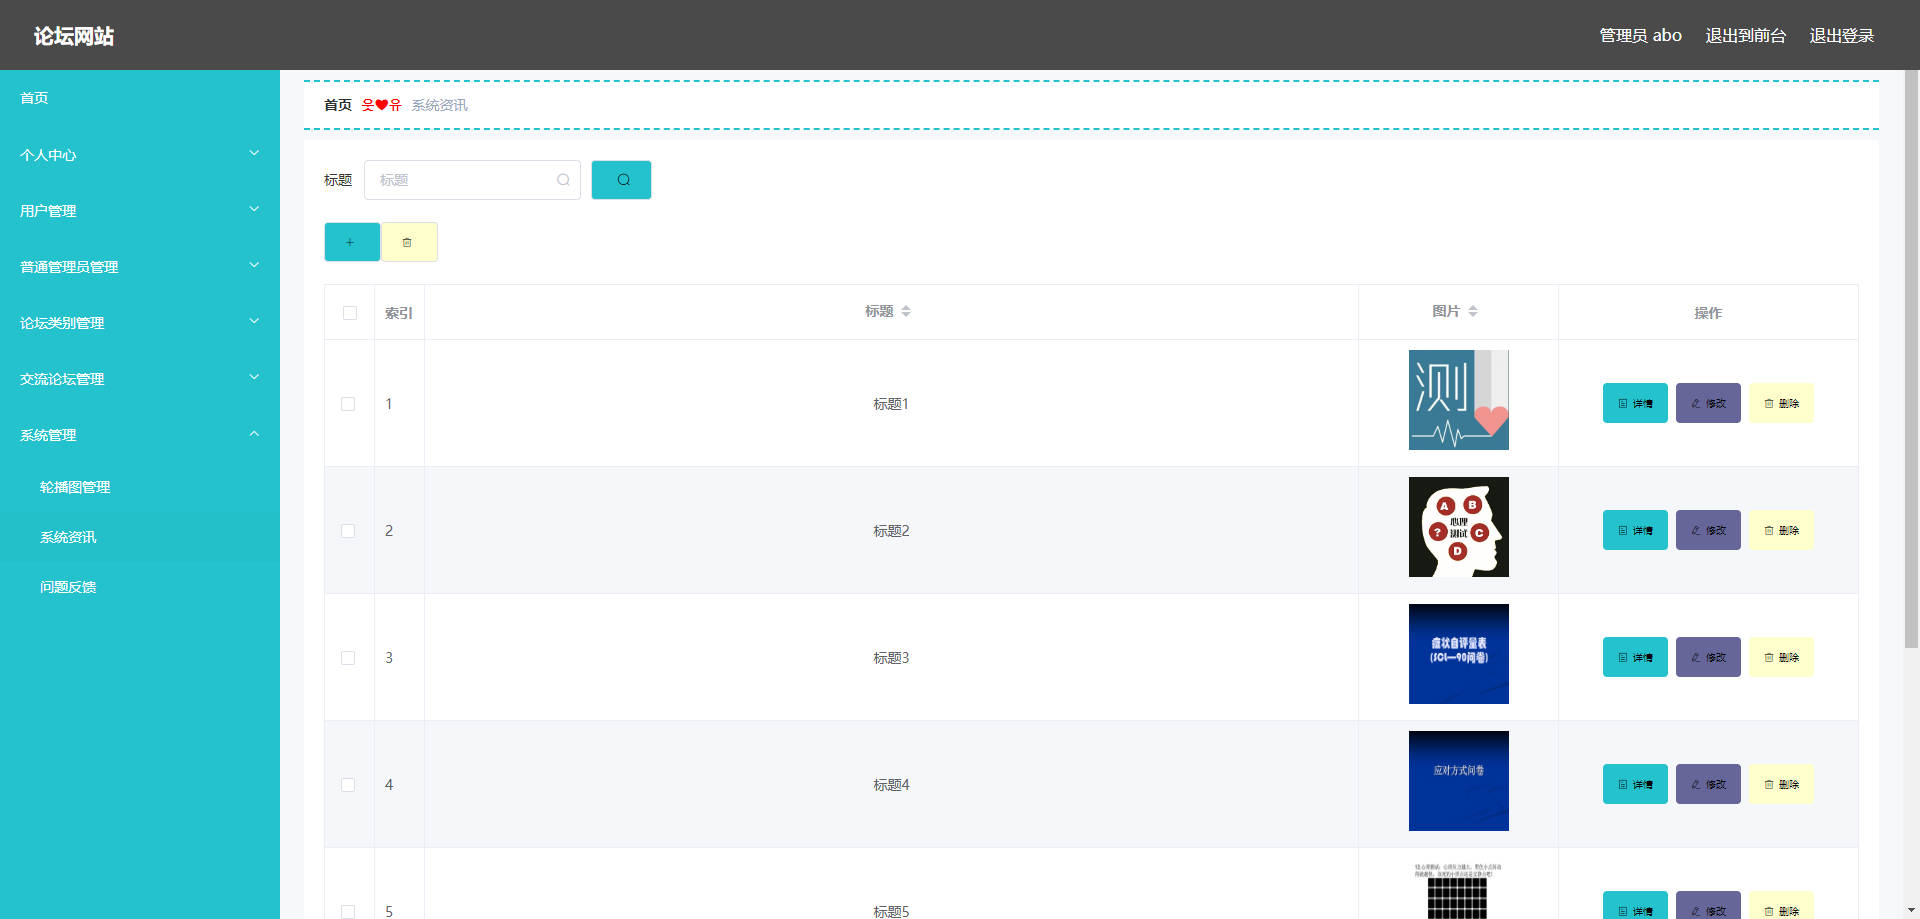 论坛网站
管理员 abo 退出到前台 退出登录
首页
个人中心
用户管理
普通管理员管理
论坛类别管理
交流论坛管理
系统管理
轮播图管理
系统资讯
问题反馈
首页 웃❤유 系统资讯
标题 标题
索引 标题 图片 操作
1 标题1 测 详情 修改 删除
2 标题2 A B 心理 ? 测试 C D 详情 修改 删除
3 标题3 症状自评量表 (SCL—90问卷) 详情 修改 删除
4 标题4 应对方式问卷 详情 修改 删除
5 标题5 详情 修改 删除